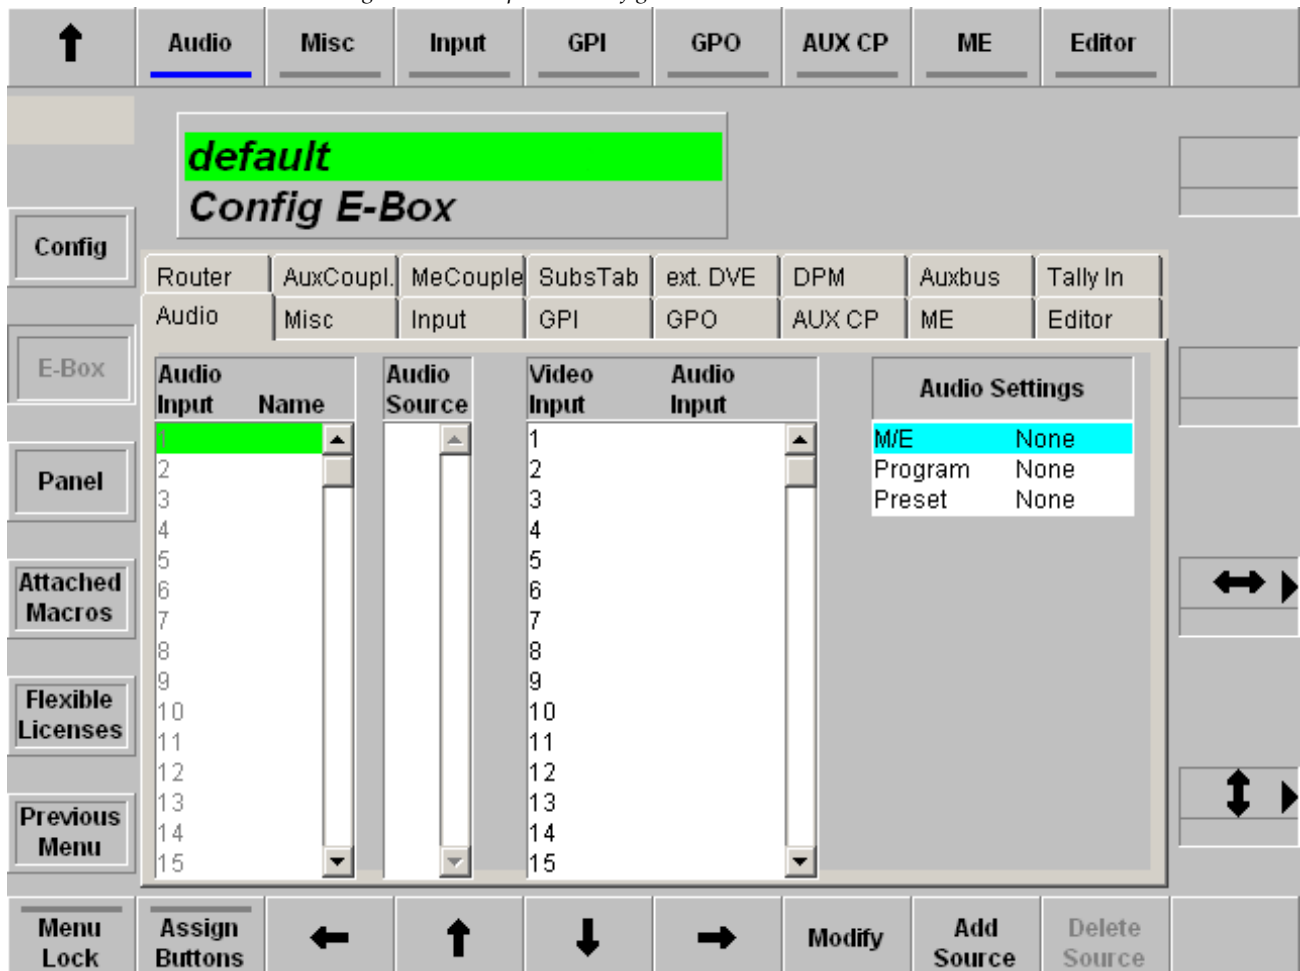 Audio Misc Input GPI GPO AUX CP ME Editor
default
Config E-Box
Config
E-Box
Panel
Attached
Macros
Flexible
Licenses
Previous
Menu
Router AuxCoupl. MeCouple SubsTab ext. DVE DPM Auxbus Tally In
Audio Misc Input GPI GPO AUX CP ME Editor
Audio Audio Video Audio
Input Name Source Input Input
Audio Settings
1 1
2 2
3 3
4 4
5 5
6 6
7 7
8 8
9 9
10 10
11 11
12 12
13 13
14 14
15 15
M/E None
Program None
Preset None
Menu Assign Modify Add Delete
Lock Buttons Source Source